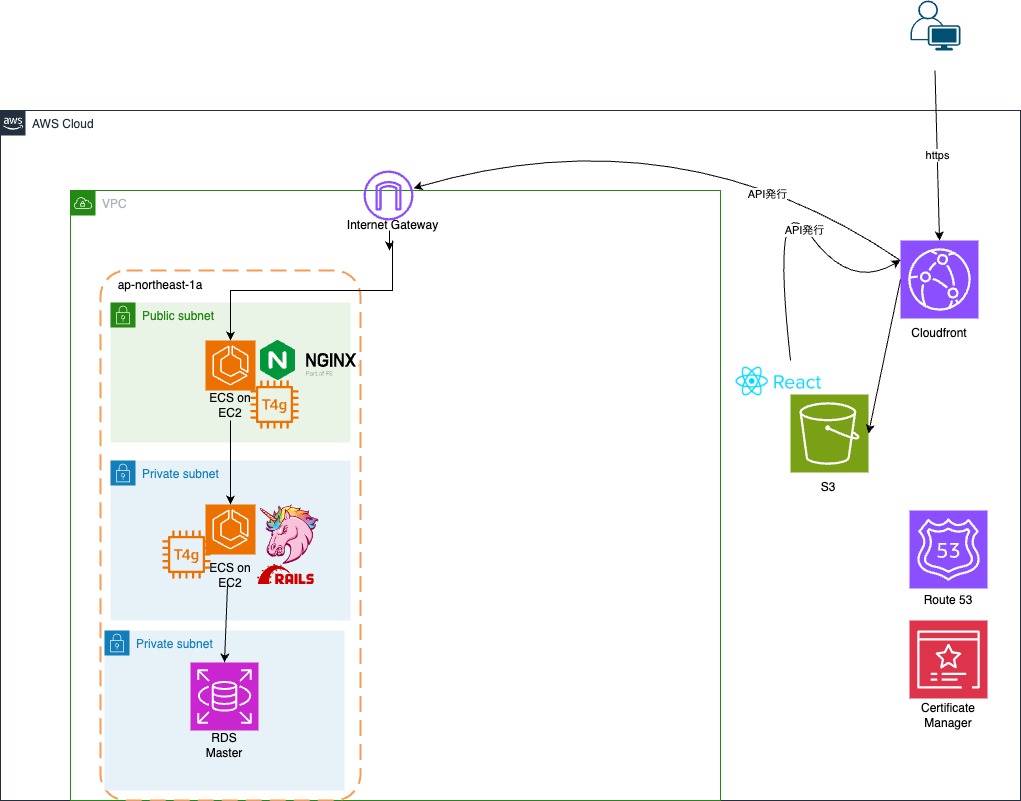 https
aws
AWS Cloud
API発行
VPC
Internet Gateway
API発行
ap-northeast-1a
Public subnet
Cloudfront
NGINX
Part of F5
React
ECS on
EC2
T4g
Private subnet
S3
T4g
ECS on
EC2
RAILS
53
Route 53
Private subnet
RDS
Master
Certificate
Manager